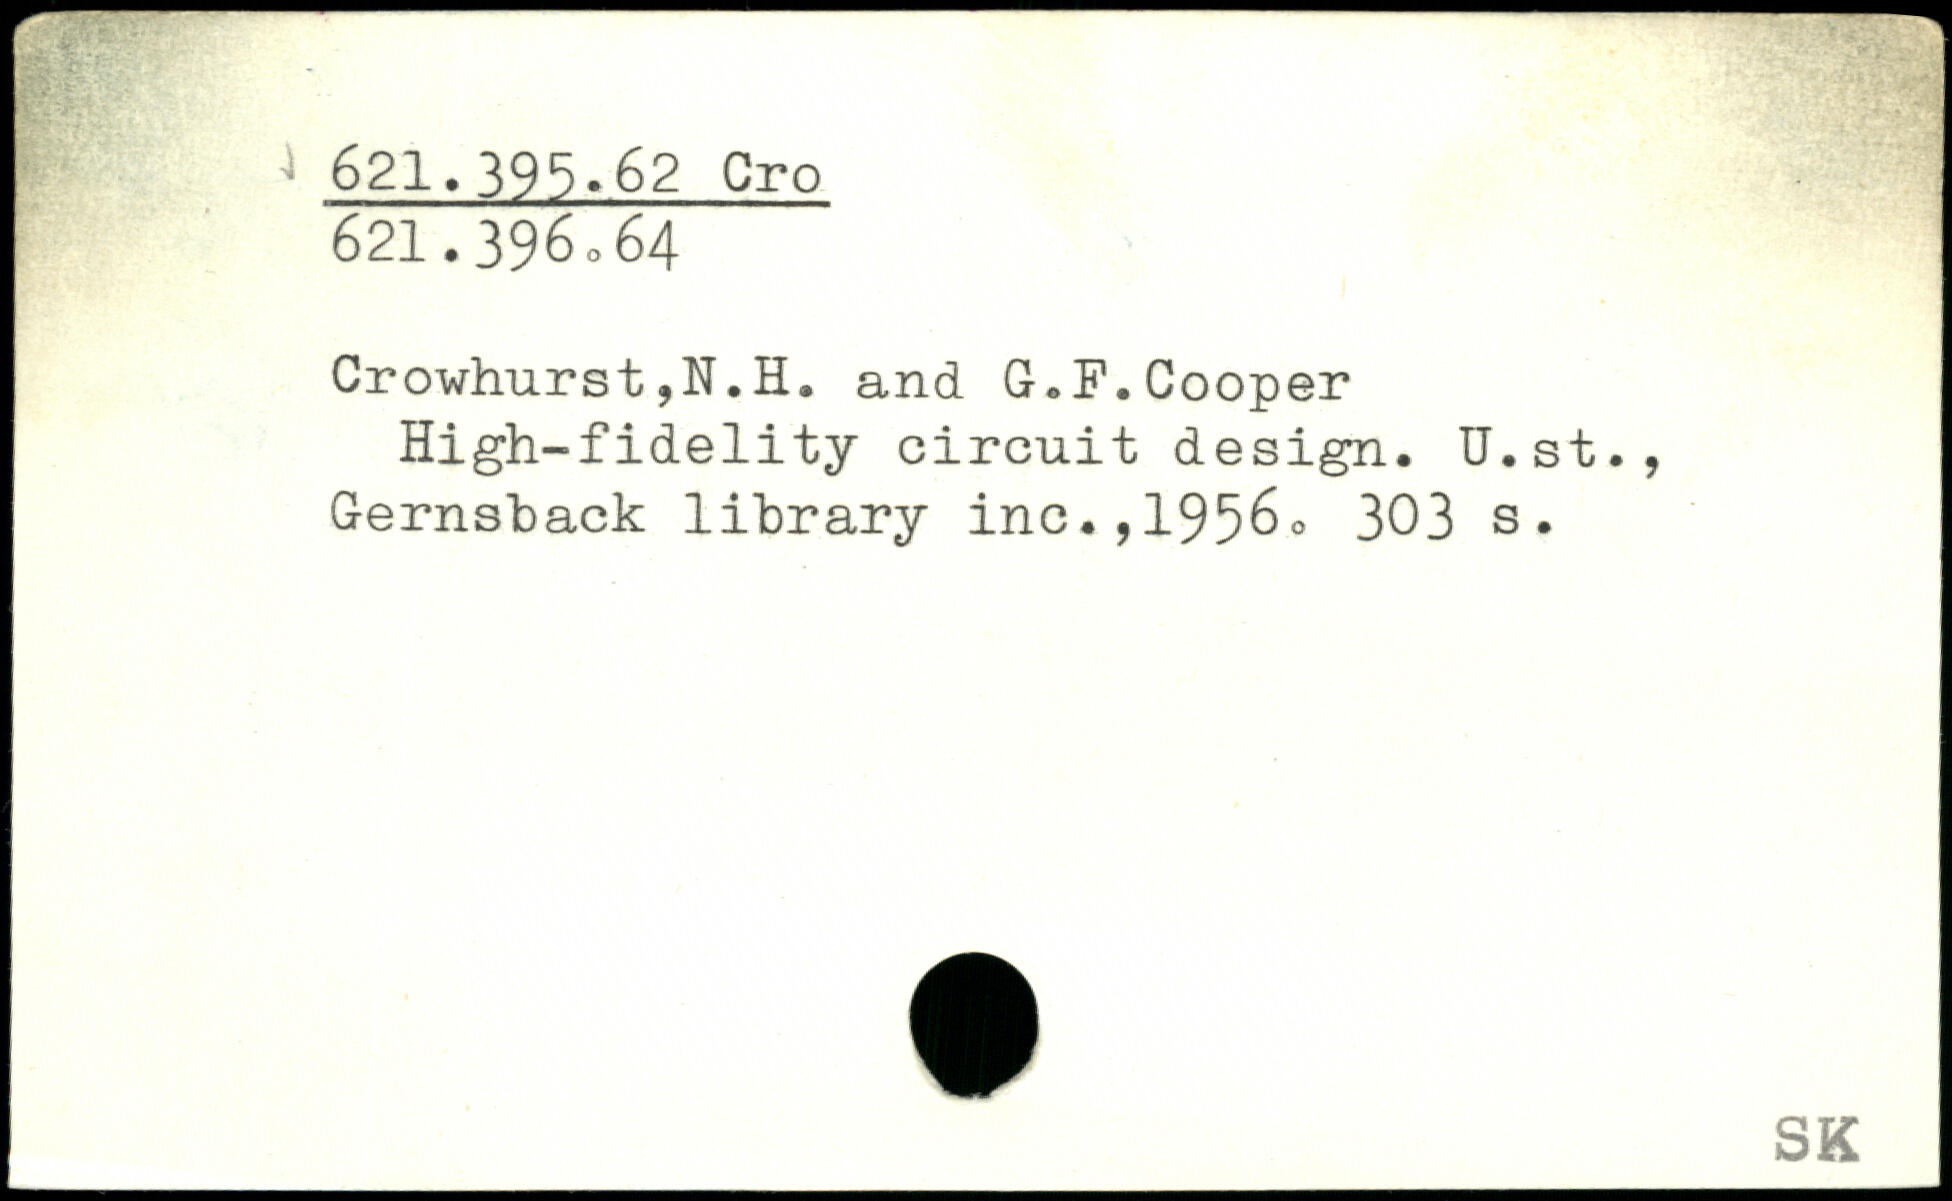 621.395.62 Cro
621.396.64
Crowhurst,N.H. and G.F.Cooper
High-fidelity circuit design. U.st.,
Gernsback library inc.,1956. 303 s.
SK